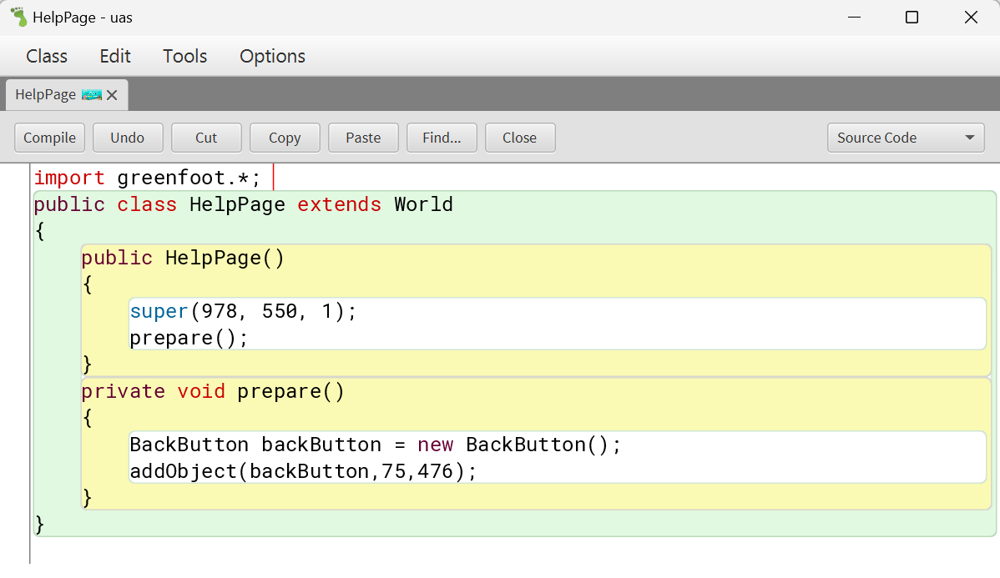 HelpPage - uas
Class Edit Tools Options
HelpPage
Compile Undo Cut Copy Paste Find... Close Source Code
import greenfoot.*;
public class HelpPage extends World
{
    public HelpPage()
    {
        super(978, 550, 1);
        prepare();
    }
    private void prepare()
    {
        BackButton backButton = new BackButton();
        addObject(backButton,75,476);
    }
}